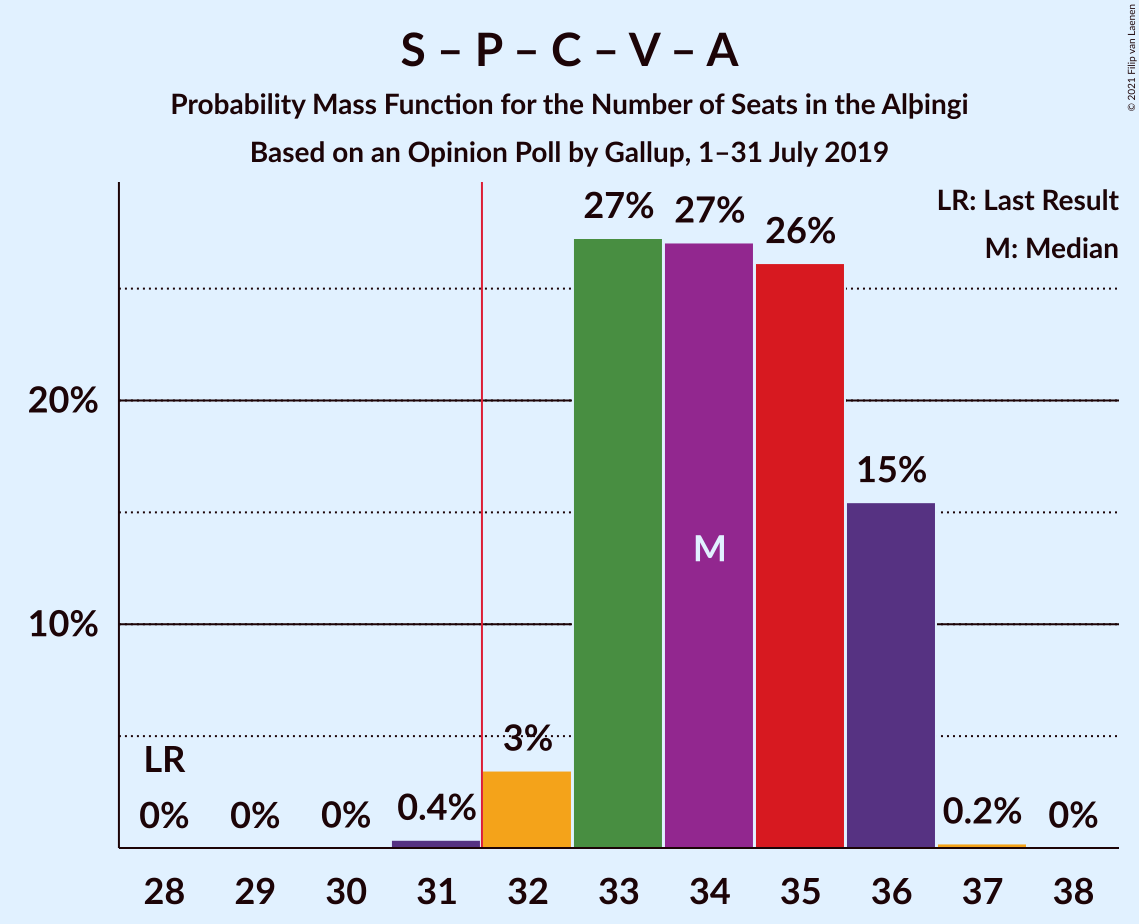 S – P – C – V – A
Probability Mass Function for the Number of Seats in the Alþingi
Based on an Opinion Poll by Gallup, 1–31 July 2019
© 2021 Filip van Laenen
LR: Last Result
M: Median
27%
27%
26%
20%
15%
M
10%
3%
LR
0%
0%
0%
0.4%
0.2%
0%
28 29 30 31 32 33 34 35 36 37 38